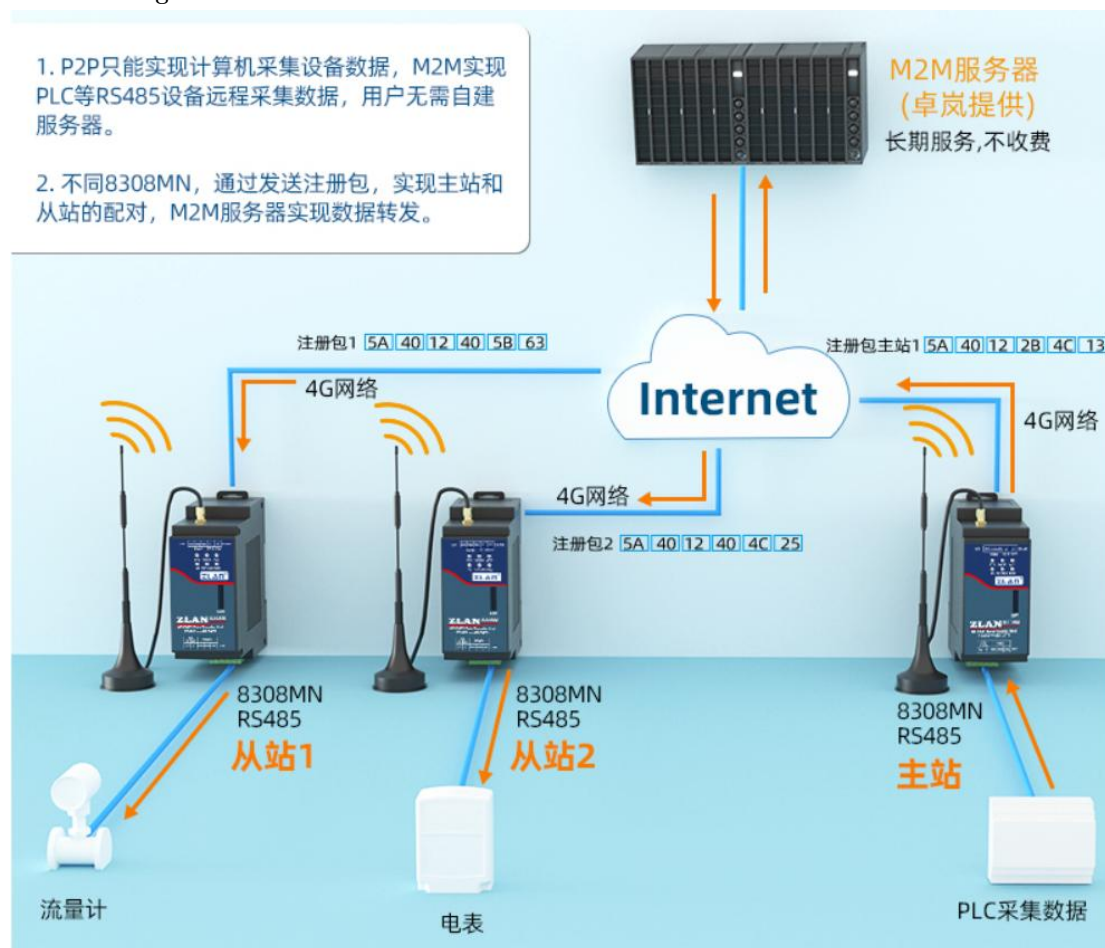 1. P2P只能实现计算机采集设备数据，M2M实现
PLC等RS485设备远程采集数据，用户无需自建
服务器。
2. 不同8308MN，通过发送注册包，实现主站和
从站的配对，M2M服务器实现数据转发。
M2M服务器
(卓岚提供)
长期服务,不收费
注册包1 5A 40 12 40 5B 63
注册包主站1 5A 40 12 2B 4C 13
4G网络
Internet
4G网络
4G网络
注册包2 5A 40 12 40 4C 25
ZLAN
ZLAN
ZLAN
ZLAN
ZLAN
8308MN
RS485
从站1
8308MN
RS485
从站2
8308MN
RS485
主站
流量计
电表
PLC采集数据